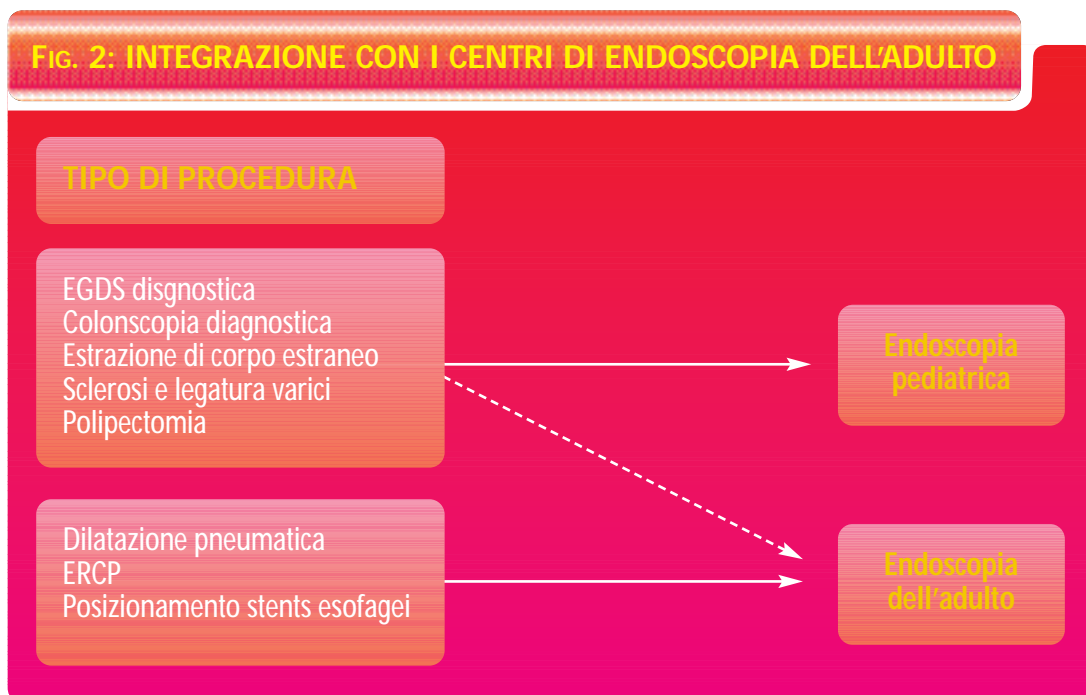 FIG. 2: INTEGRAZIONE CON I CENTRI DI ENDOSCOPIA DELL'ADULTO
TIPO DI PROCEDURA
EGDS disgnostica
Colonscopia diagnostica
Estrazione di corpo estraneo
Sclerosi e legatura varici
Polipectomia
Endoscopia
pediatrica
Dilatazione pneumatica
ERCP
Posizionamento stents esofagei
Endoscopia
dell'adulto